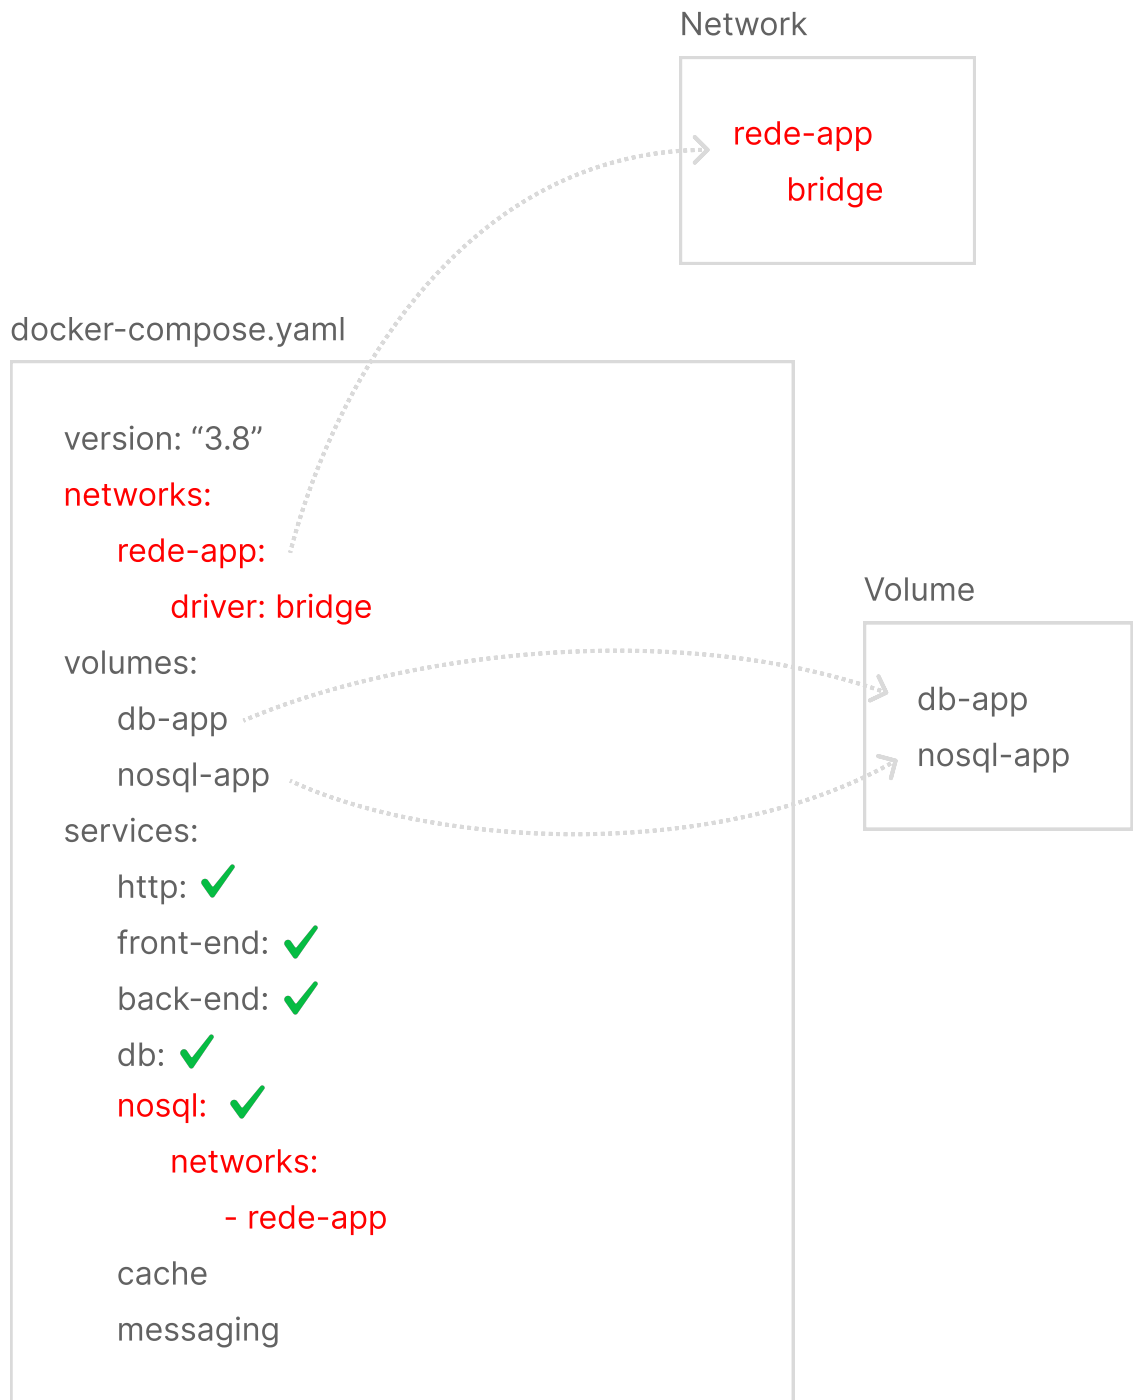 Network
rede-app
bridge
docker-compose.yaml
version: “3.8”
networks:
rede-app:
driver: bridge
volumes:
db-app
nosql-app
services:
http:
front-end:
back-end:
db:
nosql:
networks:
- rede-app
cache
messaging
Volume
db-app
nosql-app